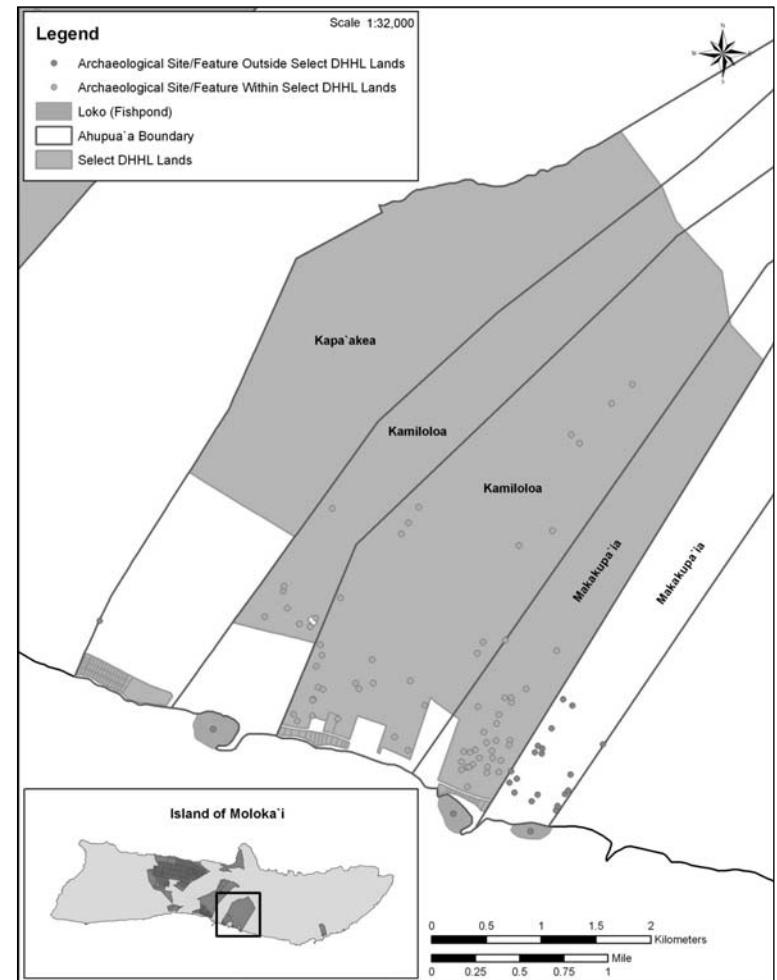 Scale 1:32,000
Legend
Archaeological Site/Feature Outside Select DHHL Lands
Archaeological Site/Feature Within Select DHHL Lands
Loko (Fishpond)
Ahupua`a Boundary
Select DHHL Lands
N
W
E
S
Kapa`akea
Kamiloloa
Kamiloloa
Makakupa`ia
Makakupa`ia
Island of Moloka`i
0 0.5 1 1.5 2
Kilometers
Mile
0 0.25 0.5 0.75 1